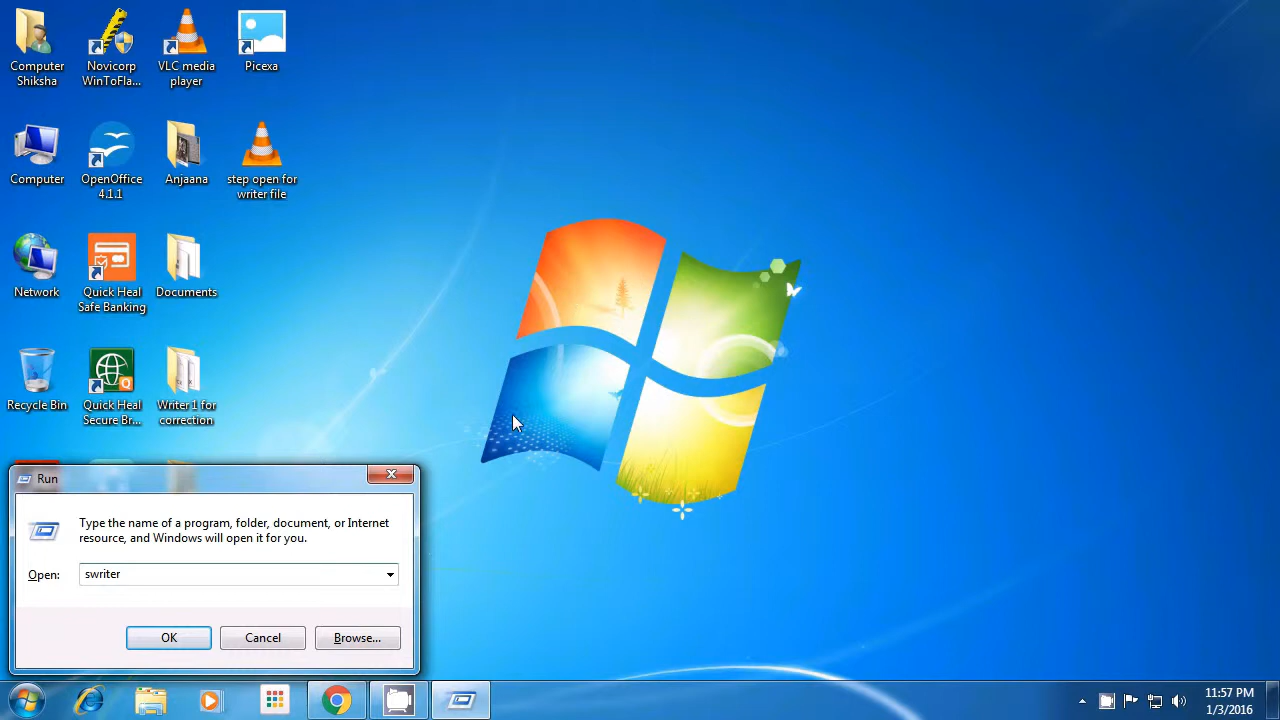 Computer
Shiksha
Novicorp
WinToFla...
VLC media
player
Picexa
Computer
OpenOffice
4.1.1
Anjaana
step open for
writer file
Network
Quick Heal
Safe Banking
Documents
Recycle Bin
Quick Heal
Secure Br...
Writer 1 for
correction
Run
Type the name of a program, folder, document, or Internet
resource, and Windows will open it for you.
Open:
swriter
OK
Cancel
Browse...
11:57 PM
1/3/2016